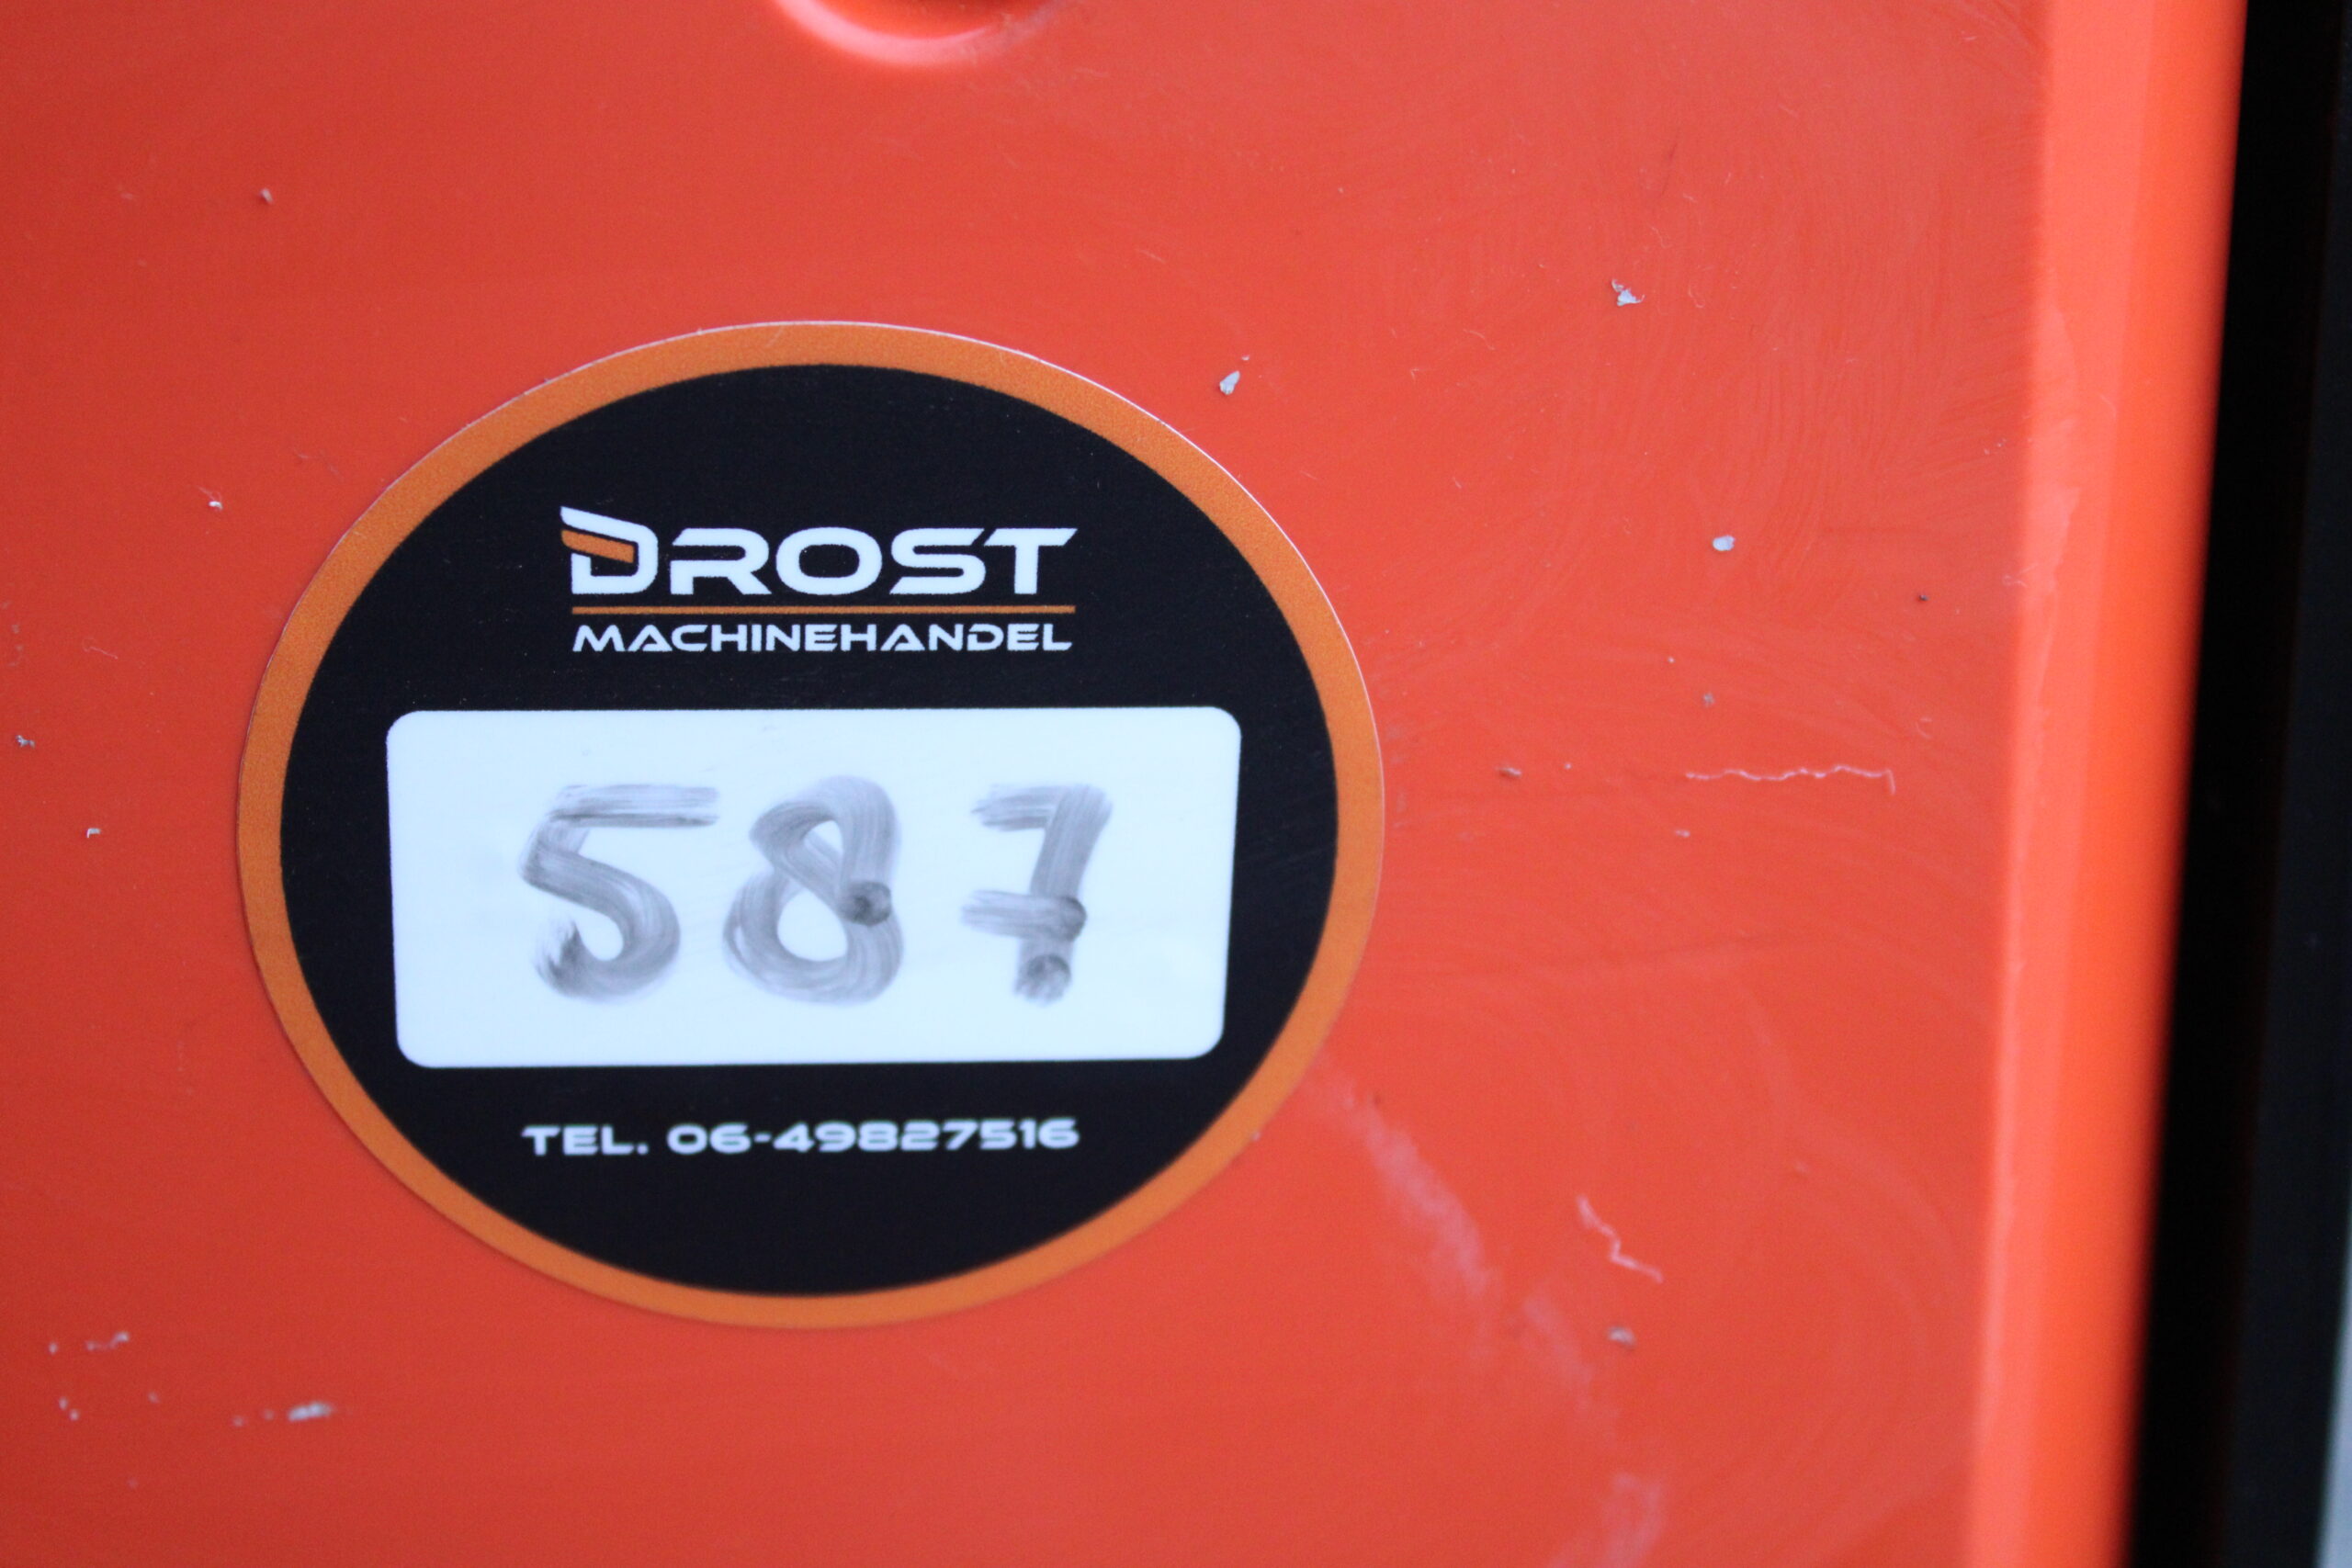 DROST
MACHINEHANDEL
587
TEL. 06-49827516